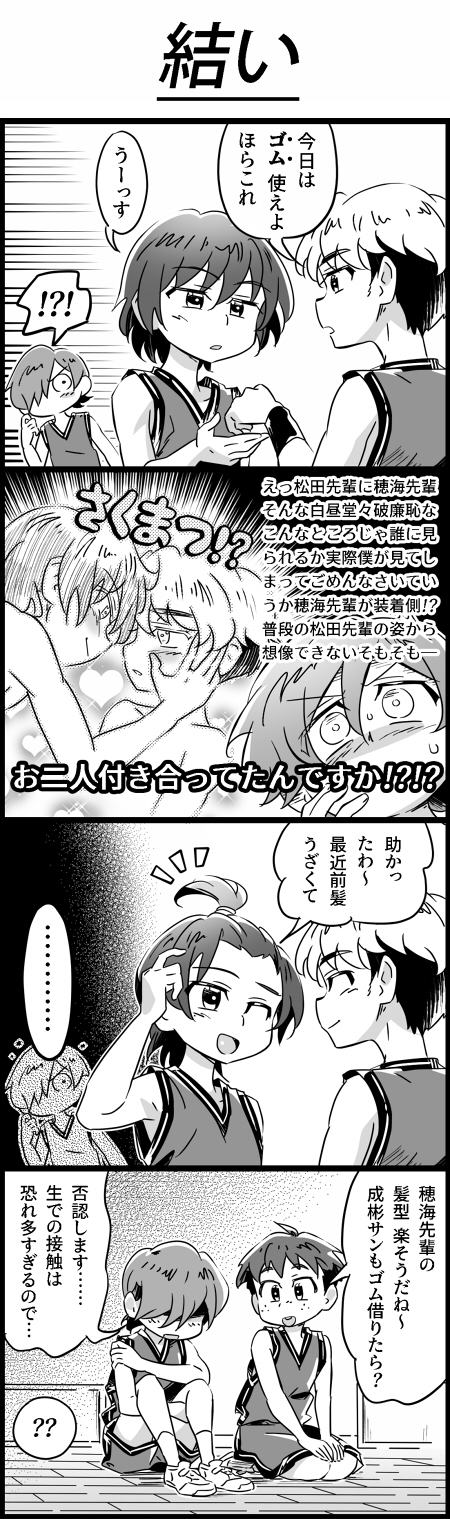 結い
今日は
ゴム 使えよ
ほらこれ
うーっす
!?!
えっ松田先輩に穂海先輩
そんな白昼堂々破廉恥な
こんなところじゃ誰に見
られるか実際僕が見てし
まってごめんなさいてい
うか穂海先輩が装着側!?
普段の松田先輩の姿から
想像できないそもそも―
さくまつ!?
お二人付き合ってたんですか!?!?
助かっ
たわ〜
最近前髪
うざくて
………
穂海先輩の
髪型 楽そうだね〜
成彬サンもゴム借りたら?
否認します……
生での接触は
恐れ多すぎるので…
??